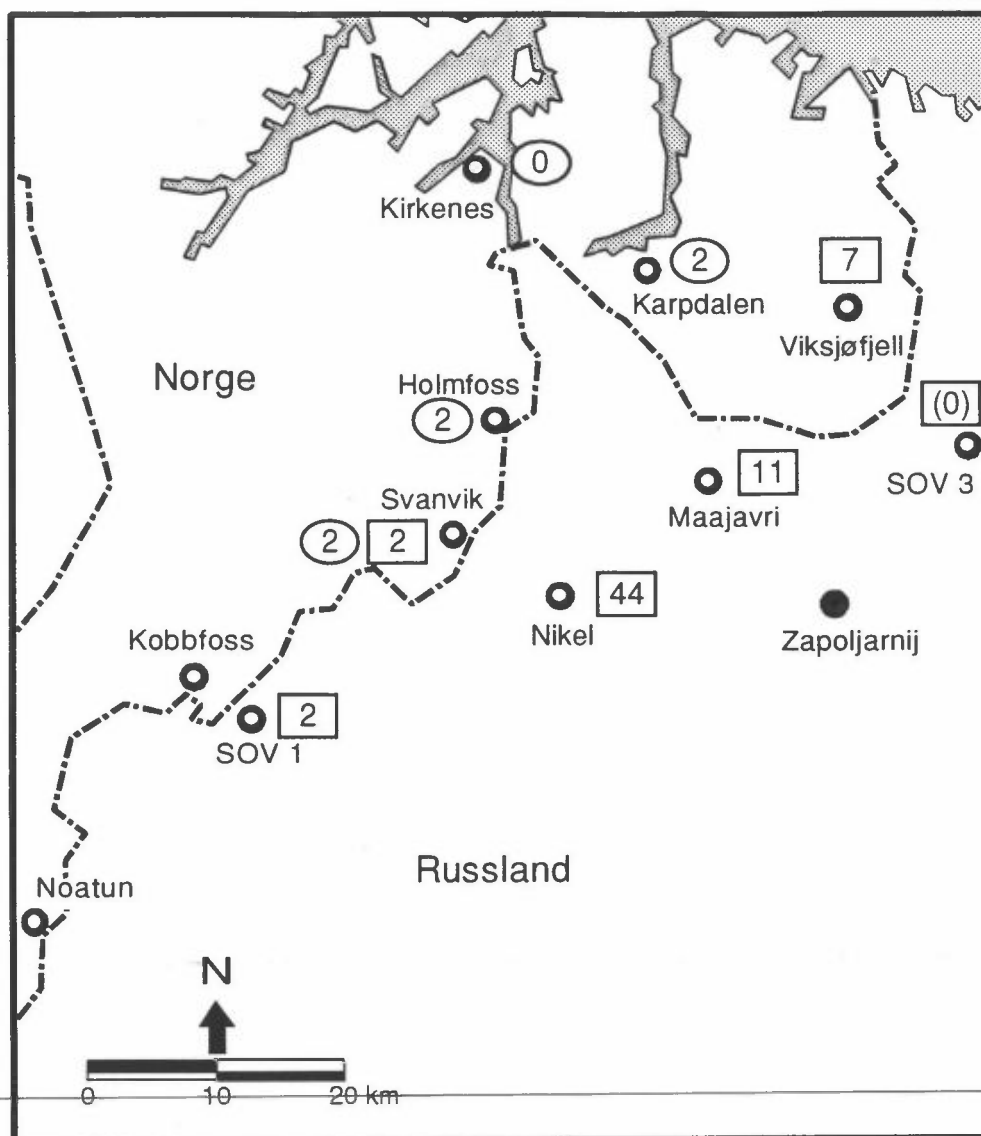 0
Kirkenes
2
Karpdalen
7
Viksjøfjell
Norge
Holmfoss
2
(0)
SOV 3
11
Maajavri
Svanvik
2 2
44
Nikel
Zapoljarnij
Kobbfoss
2
SOV 1
Russland
Noatun
N
0 10 20 km